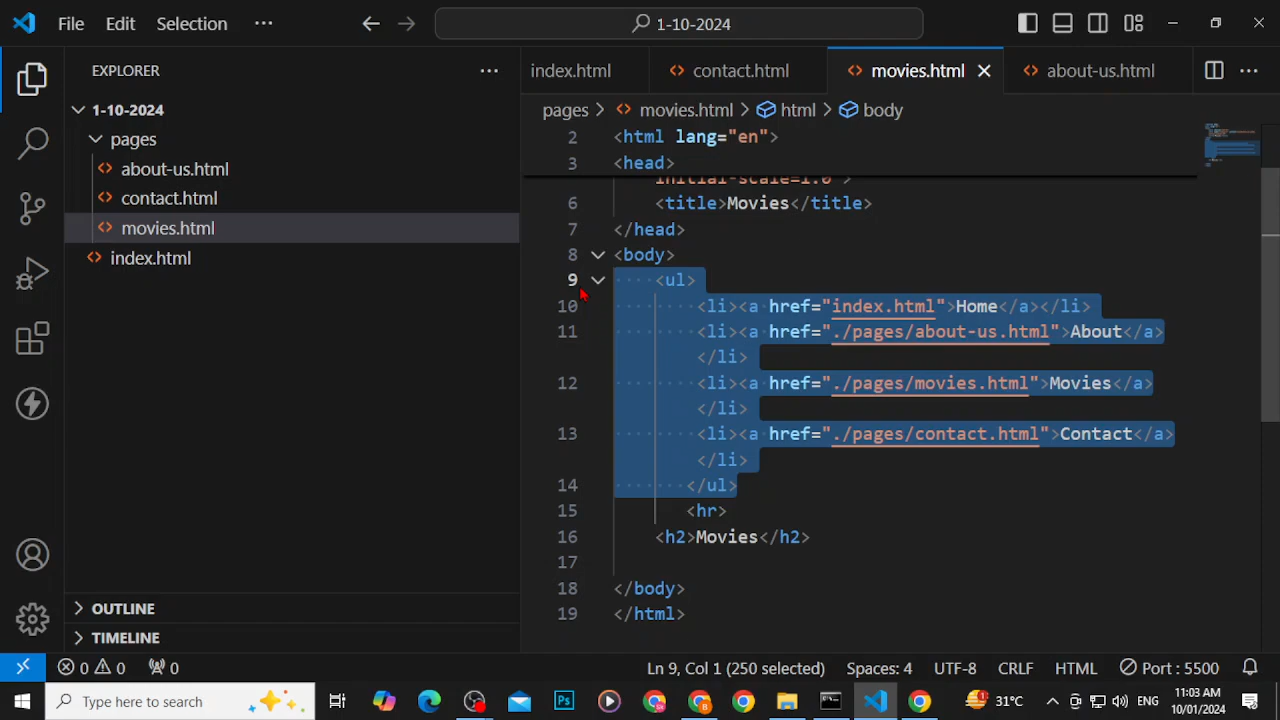 File Edit Selection ··· 1-10-2024
EXPLORER ···
1-10-2024
pages
about-us.html
contact.html
movies.html
index.html
OUTLINE
TIMELINE
index.html contact.html movies.html about-us.html ···
pages > movies.html > html > body
2 <html lang="en">
3 <head>
initial-scale=1.0">
6 <title>Movies</title>
7 </head>
8 <body>
9 <ul>
10 <li><a href="index.html">Home</a></li>
11 <li><a href="./pages/about-us.html">About</a>
</li>
12 <li><a href="./pages/movies.html">Movies</a>
</li>
13 <li><a href="./pages/contact.html">Contact</a>
</li>
14 </ul>
15 <hr>
16 <h2>Movies</h2>
17
18 </body>
19 </html>
0 0 0 Ln 9, Col 1 (250 selected) Spaces: 4 UTF-8 CRLF HTML Port : 5500
Type here to search Ps B 31°C ENG 11:03 AM
10/01/2024